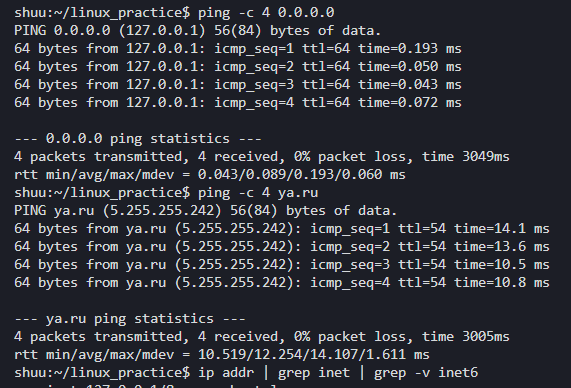 shuu:~/linux_practice$ ping -c 4 0.0.0.0
PING 0.0.0.0 (127.0.0.1) 56(84) bytes of data.
64 bytes from 127.0.0.1: icmp_seq=1 ttl=64 time=0.193 ms
64 bytes from 127.0.0.1: icmp_seq=2 ttl=64 time=0.050 ms
64 bytes from 127.0.0.1: icmp_seq=3 ttl=64 time=0.043 ms
64 bytes from 127.0.0.1: icmp_seq=4 ttl=64 time=0.072 ms
--- 0.0.0.0 ping statistics ---
4 packets transmitted, 4 received, 0% packet loss, time 3049ms
rtt min/avg/max/mdev = 0.043/0.089/0.193/0.060 ms
shuu:~/linux_practice$ ping -c 4 ya.ru
PING ya.ru (5.255.255.242) 56(84) bytes of data.
64 bytes from ya.ru (5.255.255.242): icmp_seq=1 ttl=54 time=14.1 ms
64 bytes from ya.ru (5.255.255.242): icmp_seq=2 ttl=54 time=13.6 ms
64 bytes from ya.ru (5.255.255.242): icmp_seq=3 ttl=54 time=10.5 ms
64 bytes from ya.ru (5.255.255.242): icmp_seq=4 ttl=54 time=10.8 ms
--- ya.ru ping statistics ---
4 packets transmitted, 4 received, 0% packet loss, time 3005ms
rtt min/avg/max/mdev = 10.519/12.254/14.107/1.611 ms
shuu:~/linux_practice$ ip addr | grep inet | grep -v inet6